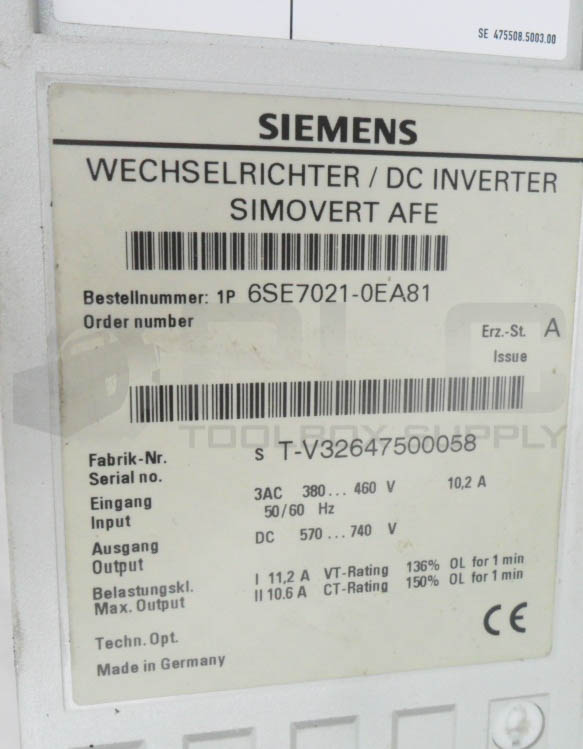 SE 475508.5003.00
SIEMENS
WECHSELRICHTER / DC INVERTER
SIMOVERT AFE
Bestellnummer: 1P 6SE7021-0EA81
Order number
Erz.-St. A
Issue
Fabrik-Nr. S T-V32647500058
Serial no.
Eingang 3AC 380... 460 V 10,2 A
Input 50/60 Hz
Ausgang DC 570 ... 740 V
Output
Belastungskl. I 11,2 A VT-Rating 136% OL for 1 min
Max. Output II 10.6 A CT-Rating 150% OL for 1 min
Techn. Opt.
Made in Germany
CE
PLC
TOOLBOX SUPPLY